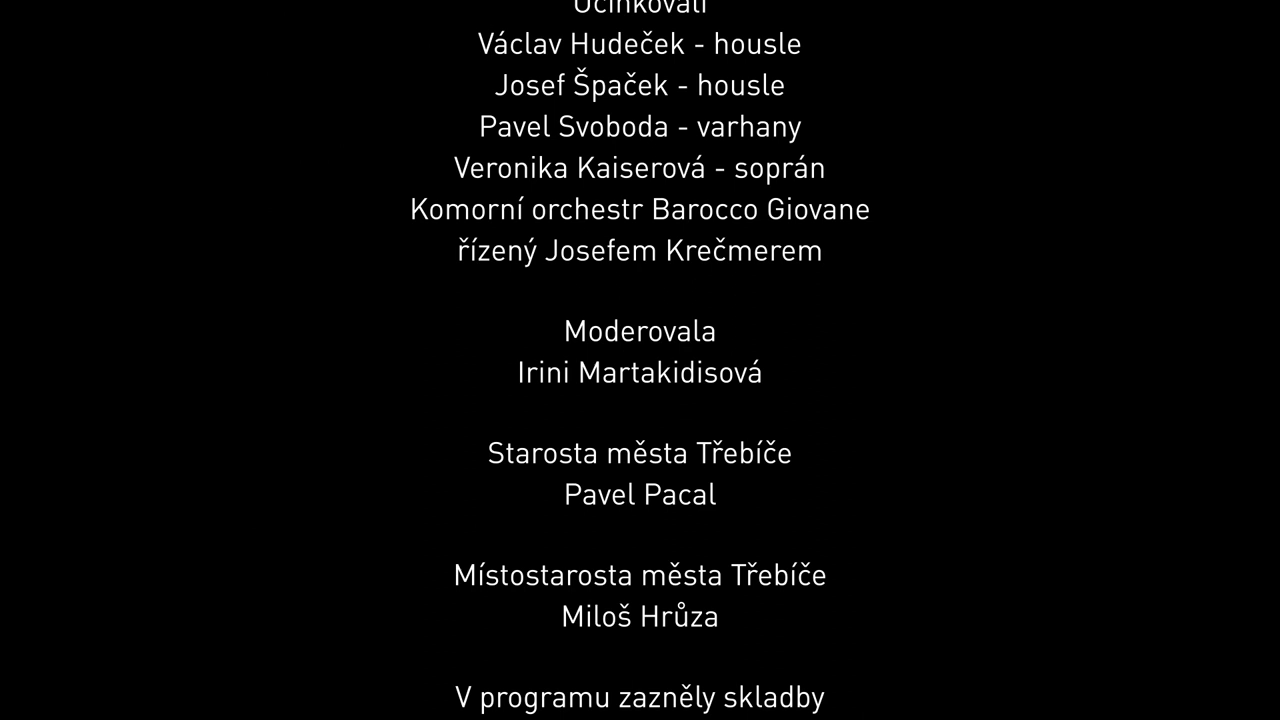 Účinkovali
Václav Hudeček - housle
Josef Špaček - housle
Pavel Svoboda - varhany
Veronika Kaiserová - soprán
Komorní orchestr Barocco Giovane
řízený Josefem Krečmerem
Moderovala
Irini Martakidisová
Starosta města Třebíče
Pavel Pacal
Místostarosta města Třebíče
Miloš Hrůza
V programu zazněly skladby